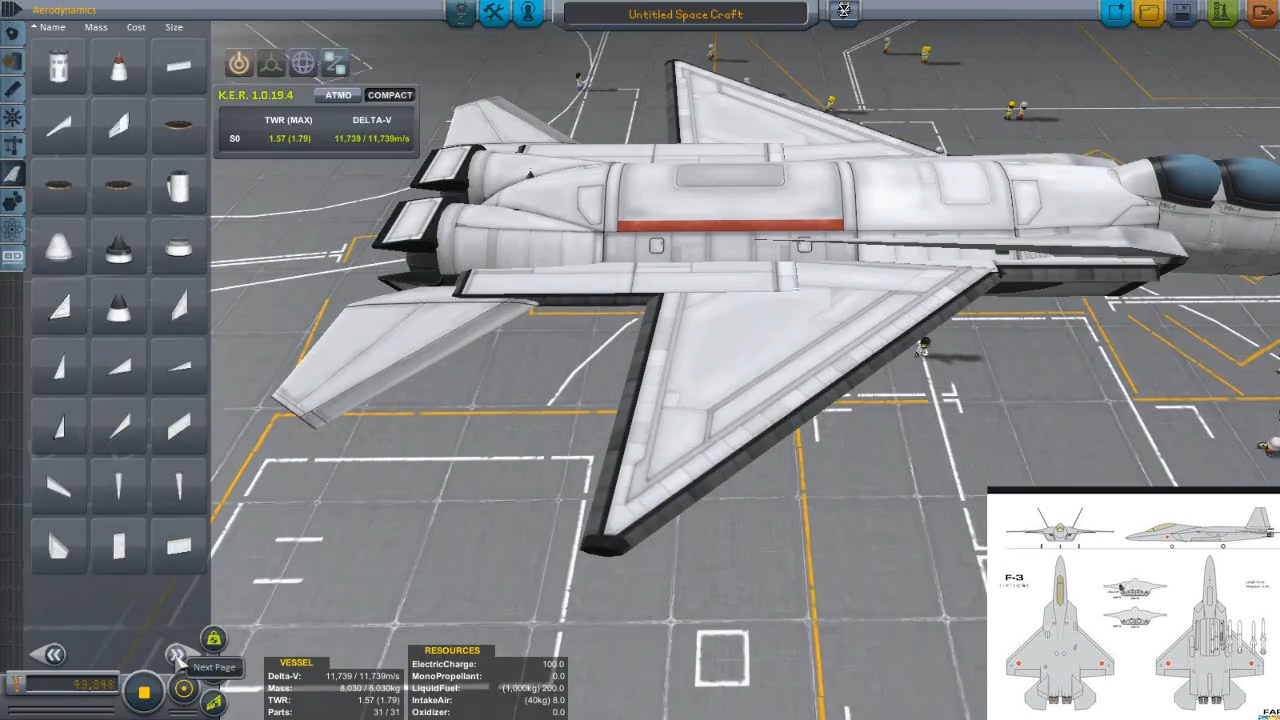 Aerodynamics
Untitled Space Craft
Name Mass Cost Size
K.E.R. 1.0.19.4 ATMO COMPACT
TWR (MAX) DELTA-V
S0 1.57 (1.79) 11,739 / 11,739m/s
Next Page
VESSEL
Delta-V: 11,739 / 11,739m/s
Mass: 8,030 / 8,030kg
TWR: 1.57 (1.79)
Parts: 31 / 31
RESOURCES
ElectricCharge: 100.0
MonoPropellant: 0.0
LiquidFuel: (1,000kg) 200.0
IntakeAir: (40kg) 8.0
Oxidizer: 0.0
F-3